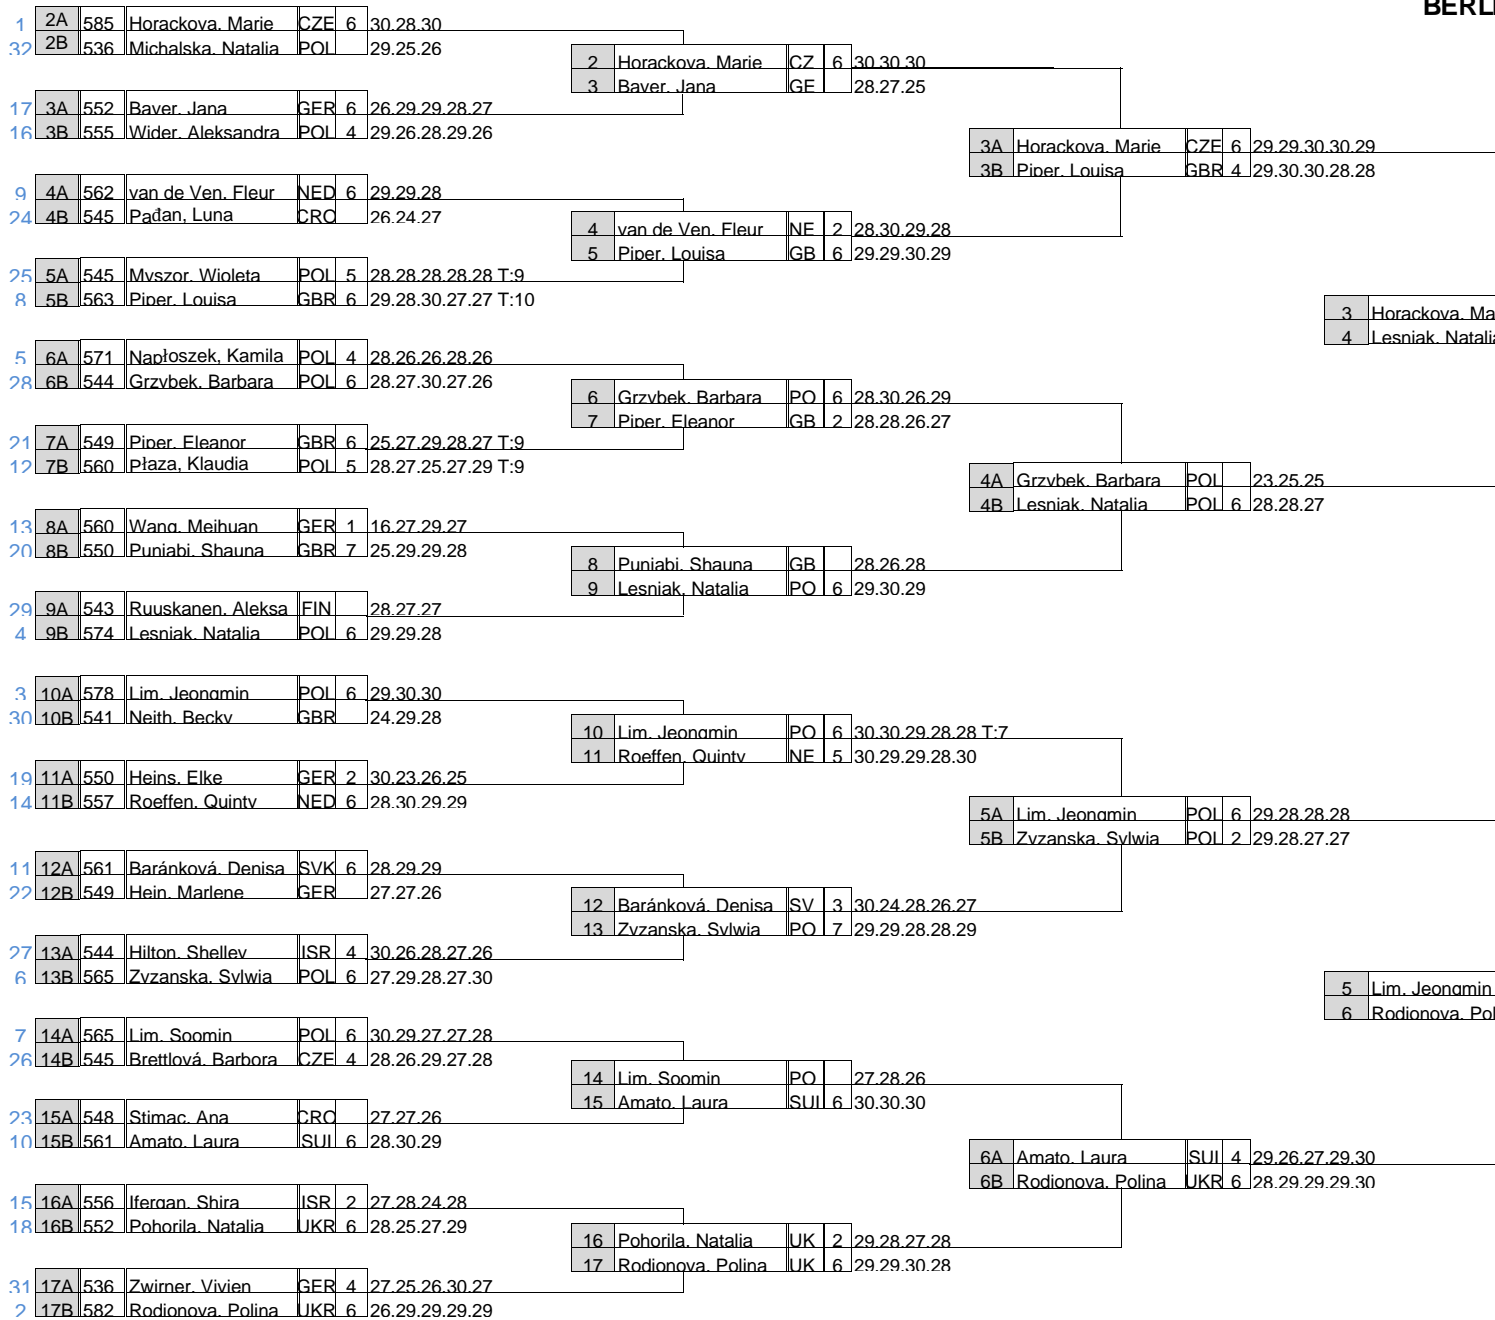 BERLI
1 2A 585 Horackova, Marie CZE 6 30.28.30
32 2B 536 Michalska, Natalia POL 29.25.26
2 Horackova, Marie CZ 6 30.30.30
3 Bayer, Jana GE 28.27.25
17 3A 552 Bayer, Jana GER 6 26.29.29.28.27
16 3B 555 Wider, Aleksandra POL 4 29.26.28.29.26
3A Horackova, Marie CZE 6 29.29.30.30.29
3B Piper, Louisa GBR 4 29.30.30.28.28
9 4A 562 van de Ven, Fleur NED 6 29.29.28
24 4B 545 Pađan, Luna CRO 26.24.27
4 van de Ven, Fleur NE 2 28.30.29.28
5 Piper, Louisa GB 6 29.29.30.29
25 5A 545 Myszor, Wioleta POL 5 28.28.28.28.28 T:9
8 5B 563 Piper, Louisa GBR 6 29.28.30.27.27 T:10
3 Horackova, Ma
4 Lesniak, Natalia
5 6A 571 Napłoszek, Kamila POL 4 28.26.26.28.26
28 6B 544 Grzybek, Barbara POL 6 28.27.30.27.26
6 Grzybek, Barbara PO 6 28.30.26.29
7 Piper, Eleanor GB 2 28.28.26.27
21 7A 549 Piper, Eleanor GBR 6 25.27.29.28.27 T:9
12 7B 560 Płaza, Klaudia POL 5 28.27.25.27.29 T:9
4A Grzybek, Barbara POL 23.25.25
4B Lesniak, Natalia POL 6 28.28.27
13 8A 560 Wang, Meihuan GER 1 16.27.29.27
20 8B 550 Punjabi, Shauna GBR 7 25.29.29.28
8 Punjabi, Shauna GB 28.26.28
9 Lesniak, Natalia PO 6 29.30.29
29 9A 543 Ruuskanen, Aleksa FIN 28.27.27
4 9B 574 Lesniak, Natalia POL 6 29.29.28
3 10A 578 Lim, Jeongmin POL 6 29.30.30
30 10B 541 Neith, Becky GBR 24.29.28
10 Lim, Jeongmin PO 6 30.30.29.28.28 T:7
11 Roeffen, Quinty NE 5 30.29.29.28.30
19 11A 550 Heins, Elke GER 2 30.23.26.25
14 11B 557 Roeffen, Quinty NED 6 28.30.29.29
5A Lim, Jeongmin POL 6 29.28.28.28
5B Zyzanska, Sylwia POL 2 29.28.27.27
11 12A 561 Baránková, Denisa SVK 6 28.29.29
22 12B 549 Hein, Marlene GER 27.27.26
12 Baránková, Denisa SV 3 30.24.28.26.27
13 Zyzanska, Sylwia PO 7 29.29.28.28.29
27 13A 544 Hilton, Shelley ISR 4 30.26.28.27.26
6 13B 565 Zyzanska, Sylwia POL 6 27.29.28.27.30
5 Lim, Jeongmin
6 Rodionova, Pol
7 14A 565 Lim, Soomin POL 6 30.29.27.27.28
26 14B 545 Brettlová, Barbora CZE 4 28.26.29.27.28
14 Lim, Soomin PO 27.28.26
15 Amato, Laura SUI 6 30.30.30
23 15A 548 Stimac, Ana CRO 27.27.26
10 15B 561 Amato, Laura SUI 6 28.30.29
6A Amato, Laura SUI 4 29.26.27.29.30
6B Rodionova, Polina UKR 6 28.29.29.29.30
15 16A 556 Ifergan, Shira ISR 2 27.28.24.28
18 16B 552 Pohorila, Natalia UKR 6 28.25.27.29
16 Pohorila, Natalia UK 2 29.28.27.28
17 Rodionova, Polina UK 6 29.29.30.28
31 17A 536 Zwirner, Vivien GER 4 27.25.26.30.27
2 17B 582 Rodionova, Polina UKR 6 26.29.29.29.29